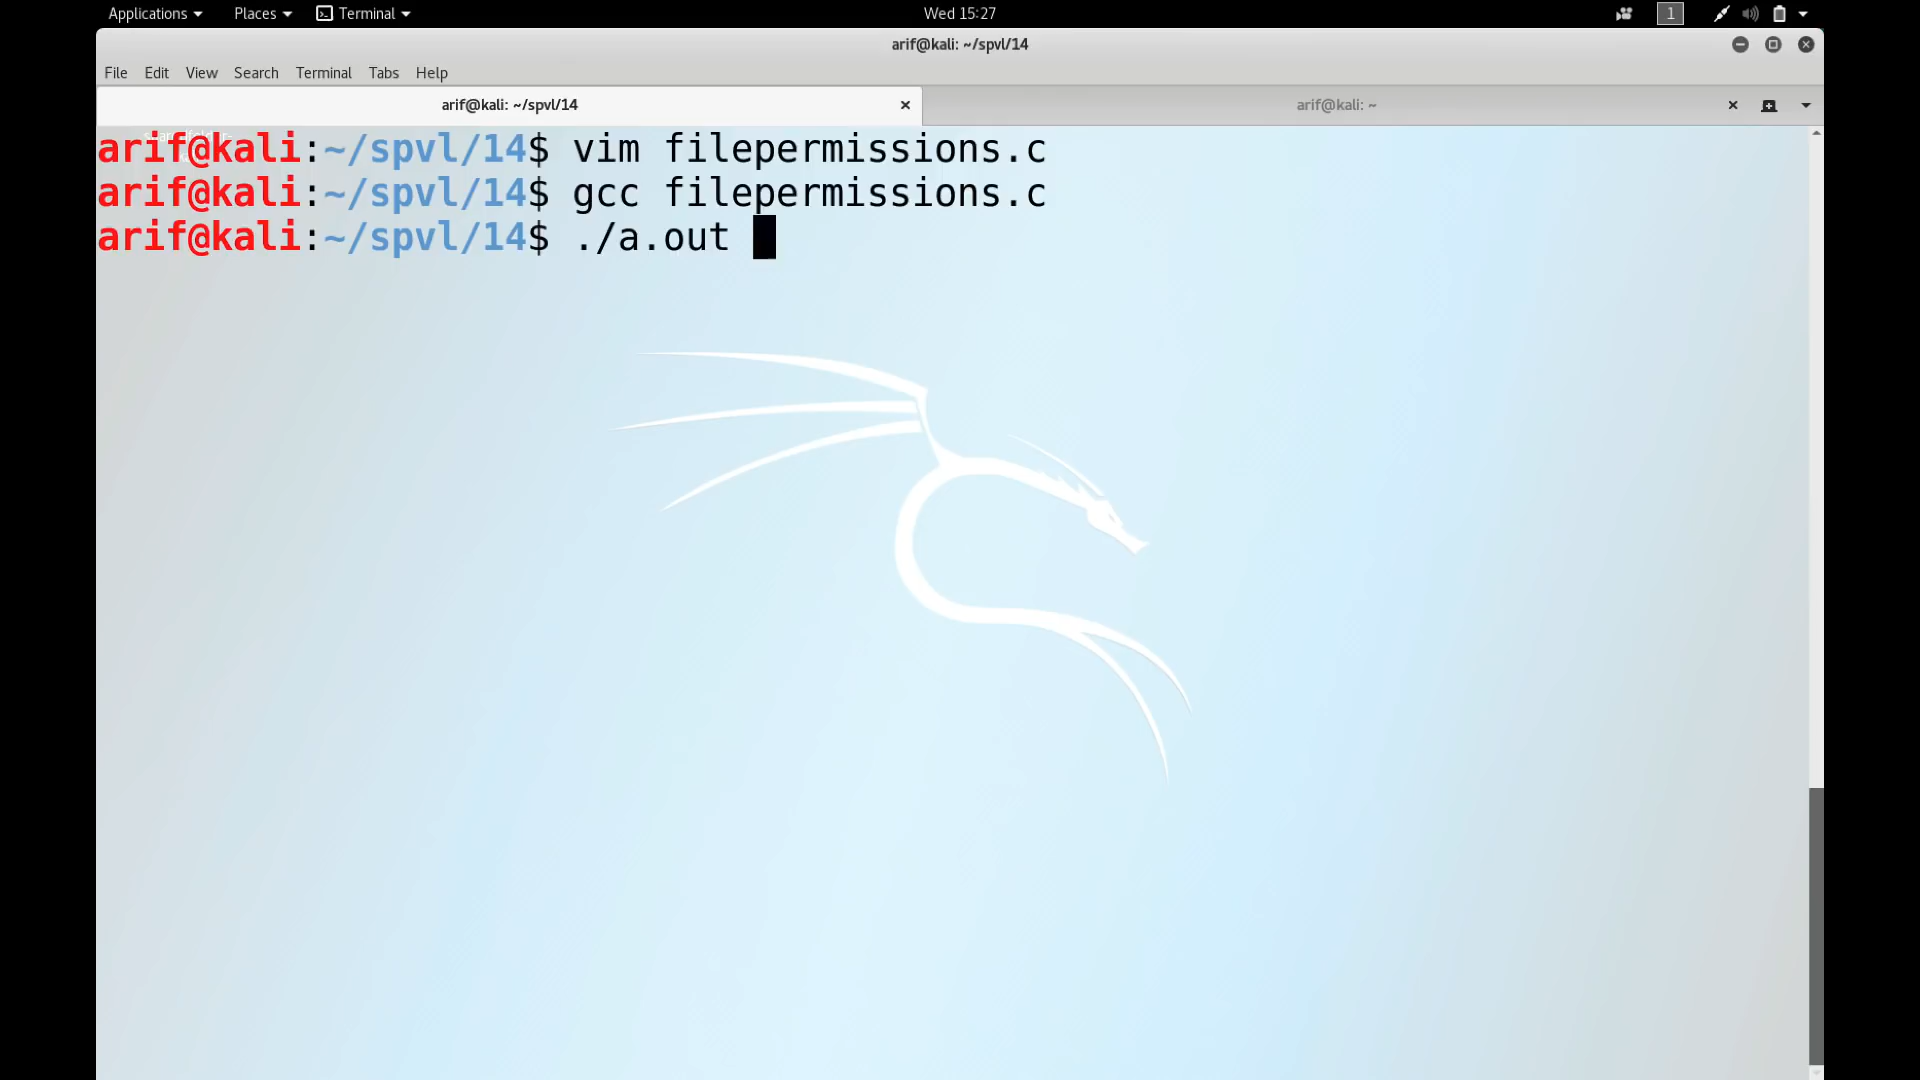 Applications Places Terminal Wed 15:27 1
arif@kali: ~/spvl/14
File Edit View Search Terminal Tabs Help
arif@kali: ~/spvl/14 arif@kali: ~
arif@kali:~/spvl/14$ vim filepermissions.c
arif@kali:~/spvl/14$ gcc filepermissions.c
arif@kali:~/spvl/14$ ./a.out